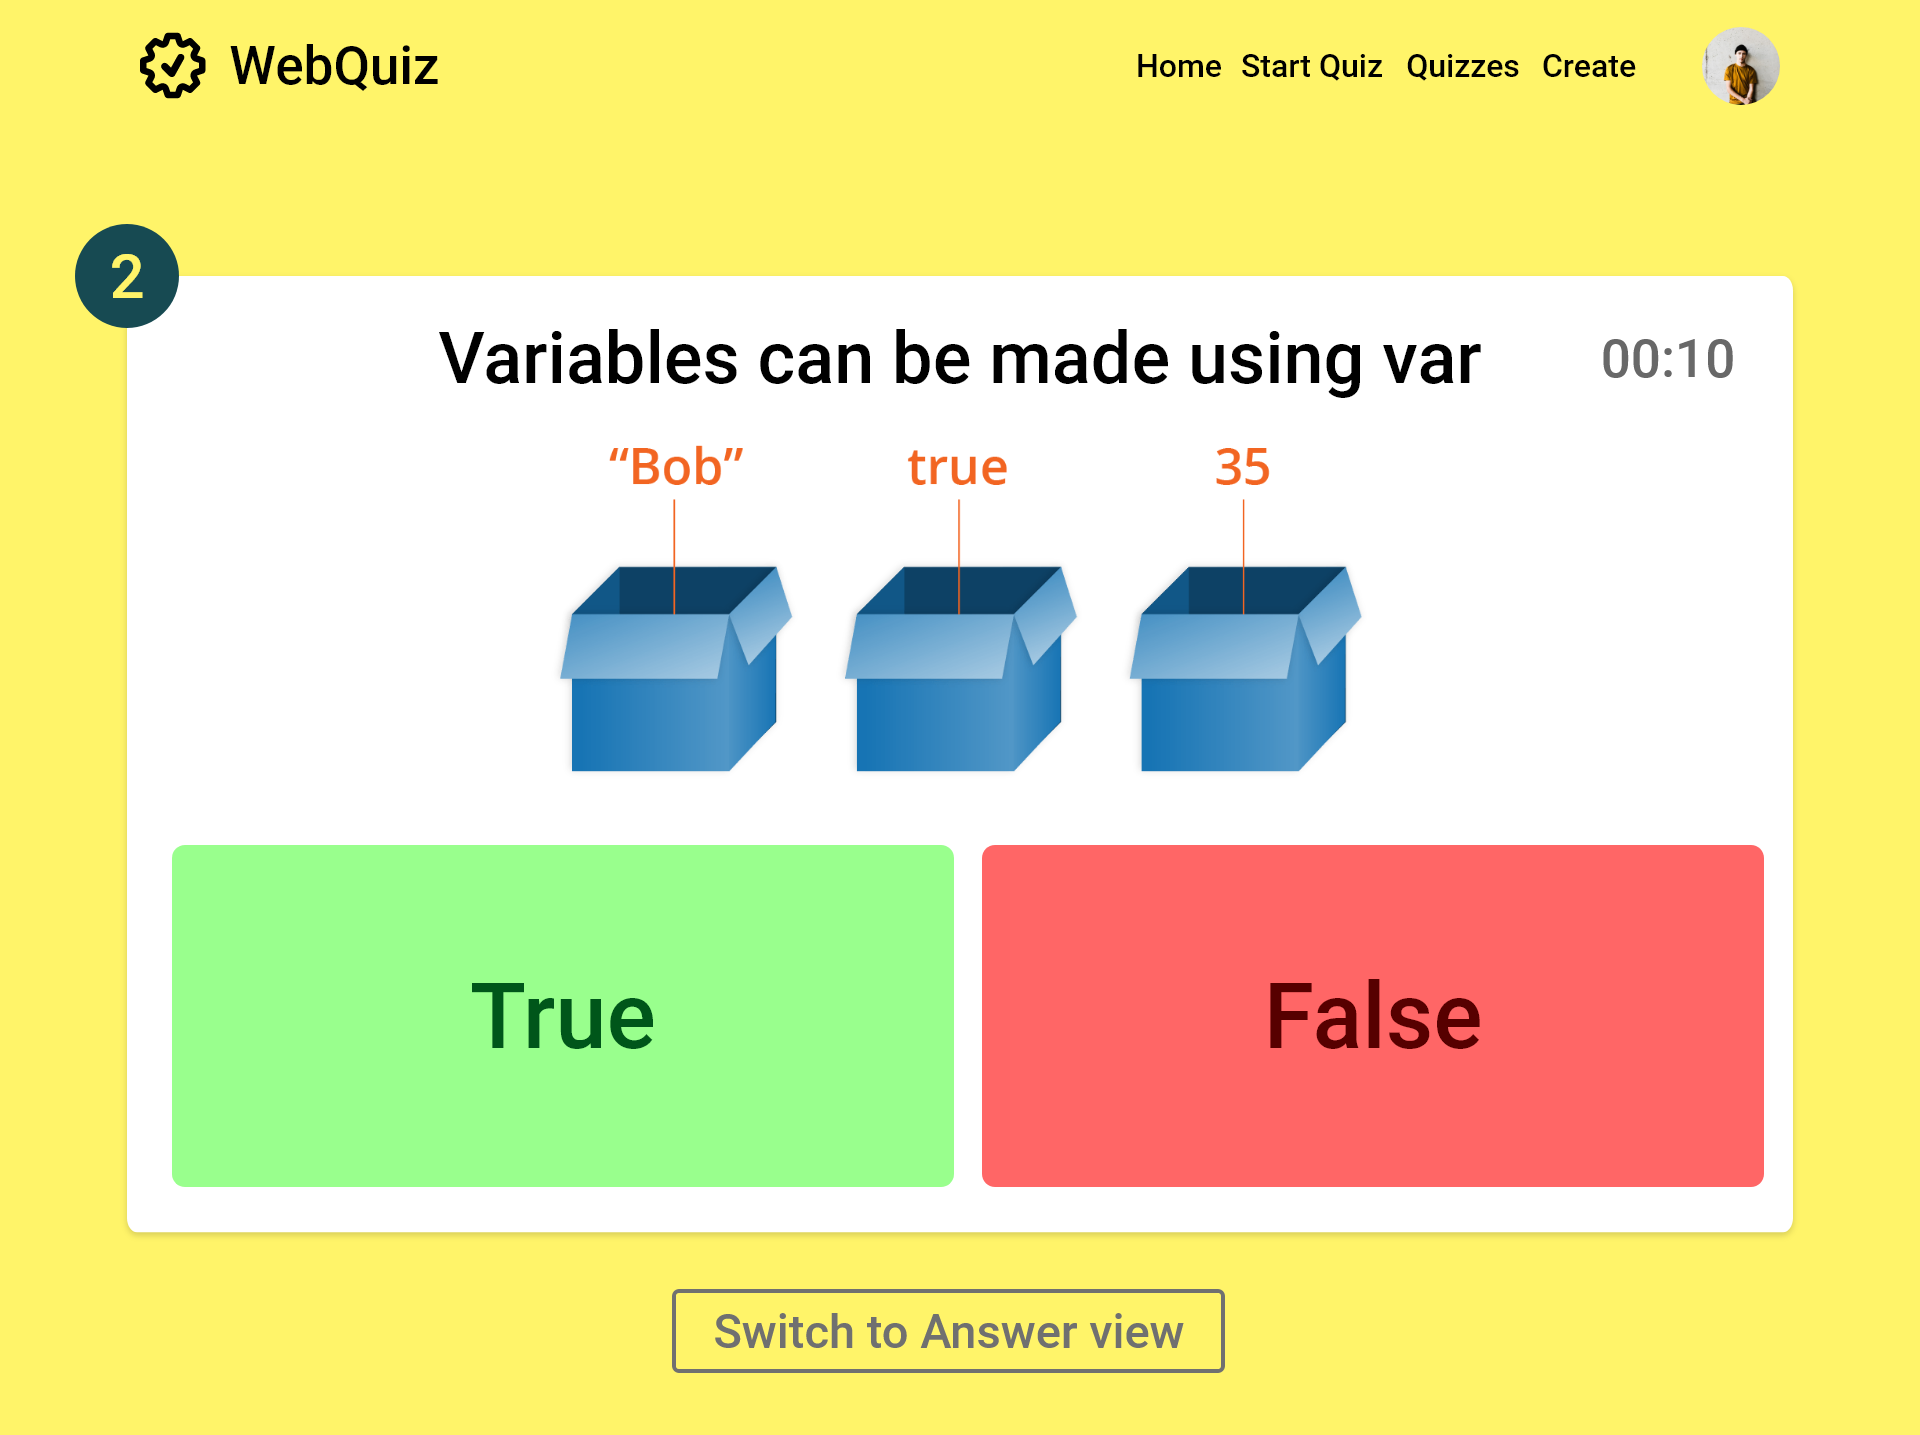 WebQuiz
Home Start Quiz Quizzes Create
2
Variables can be made using var
00:10
“Bob” true 35
True False
Switch to Answer view